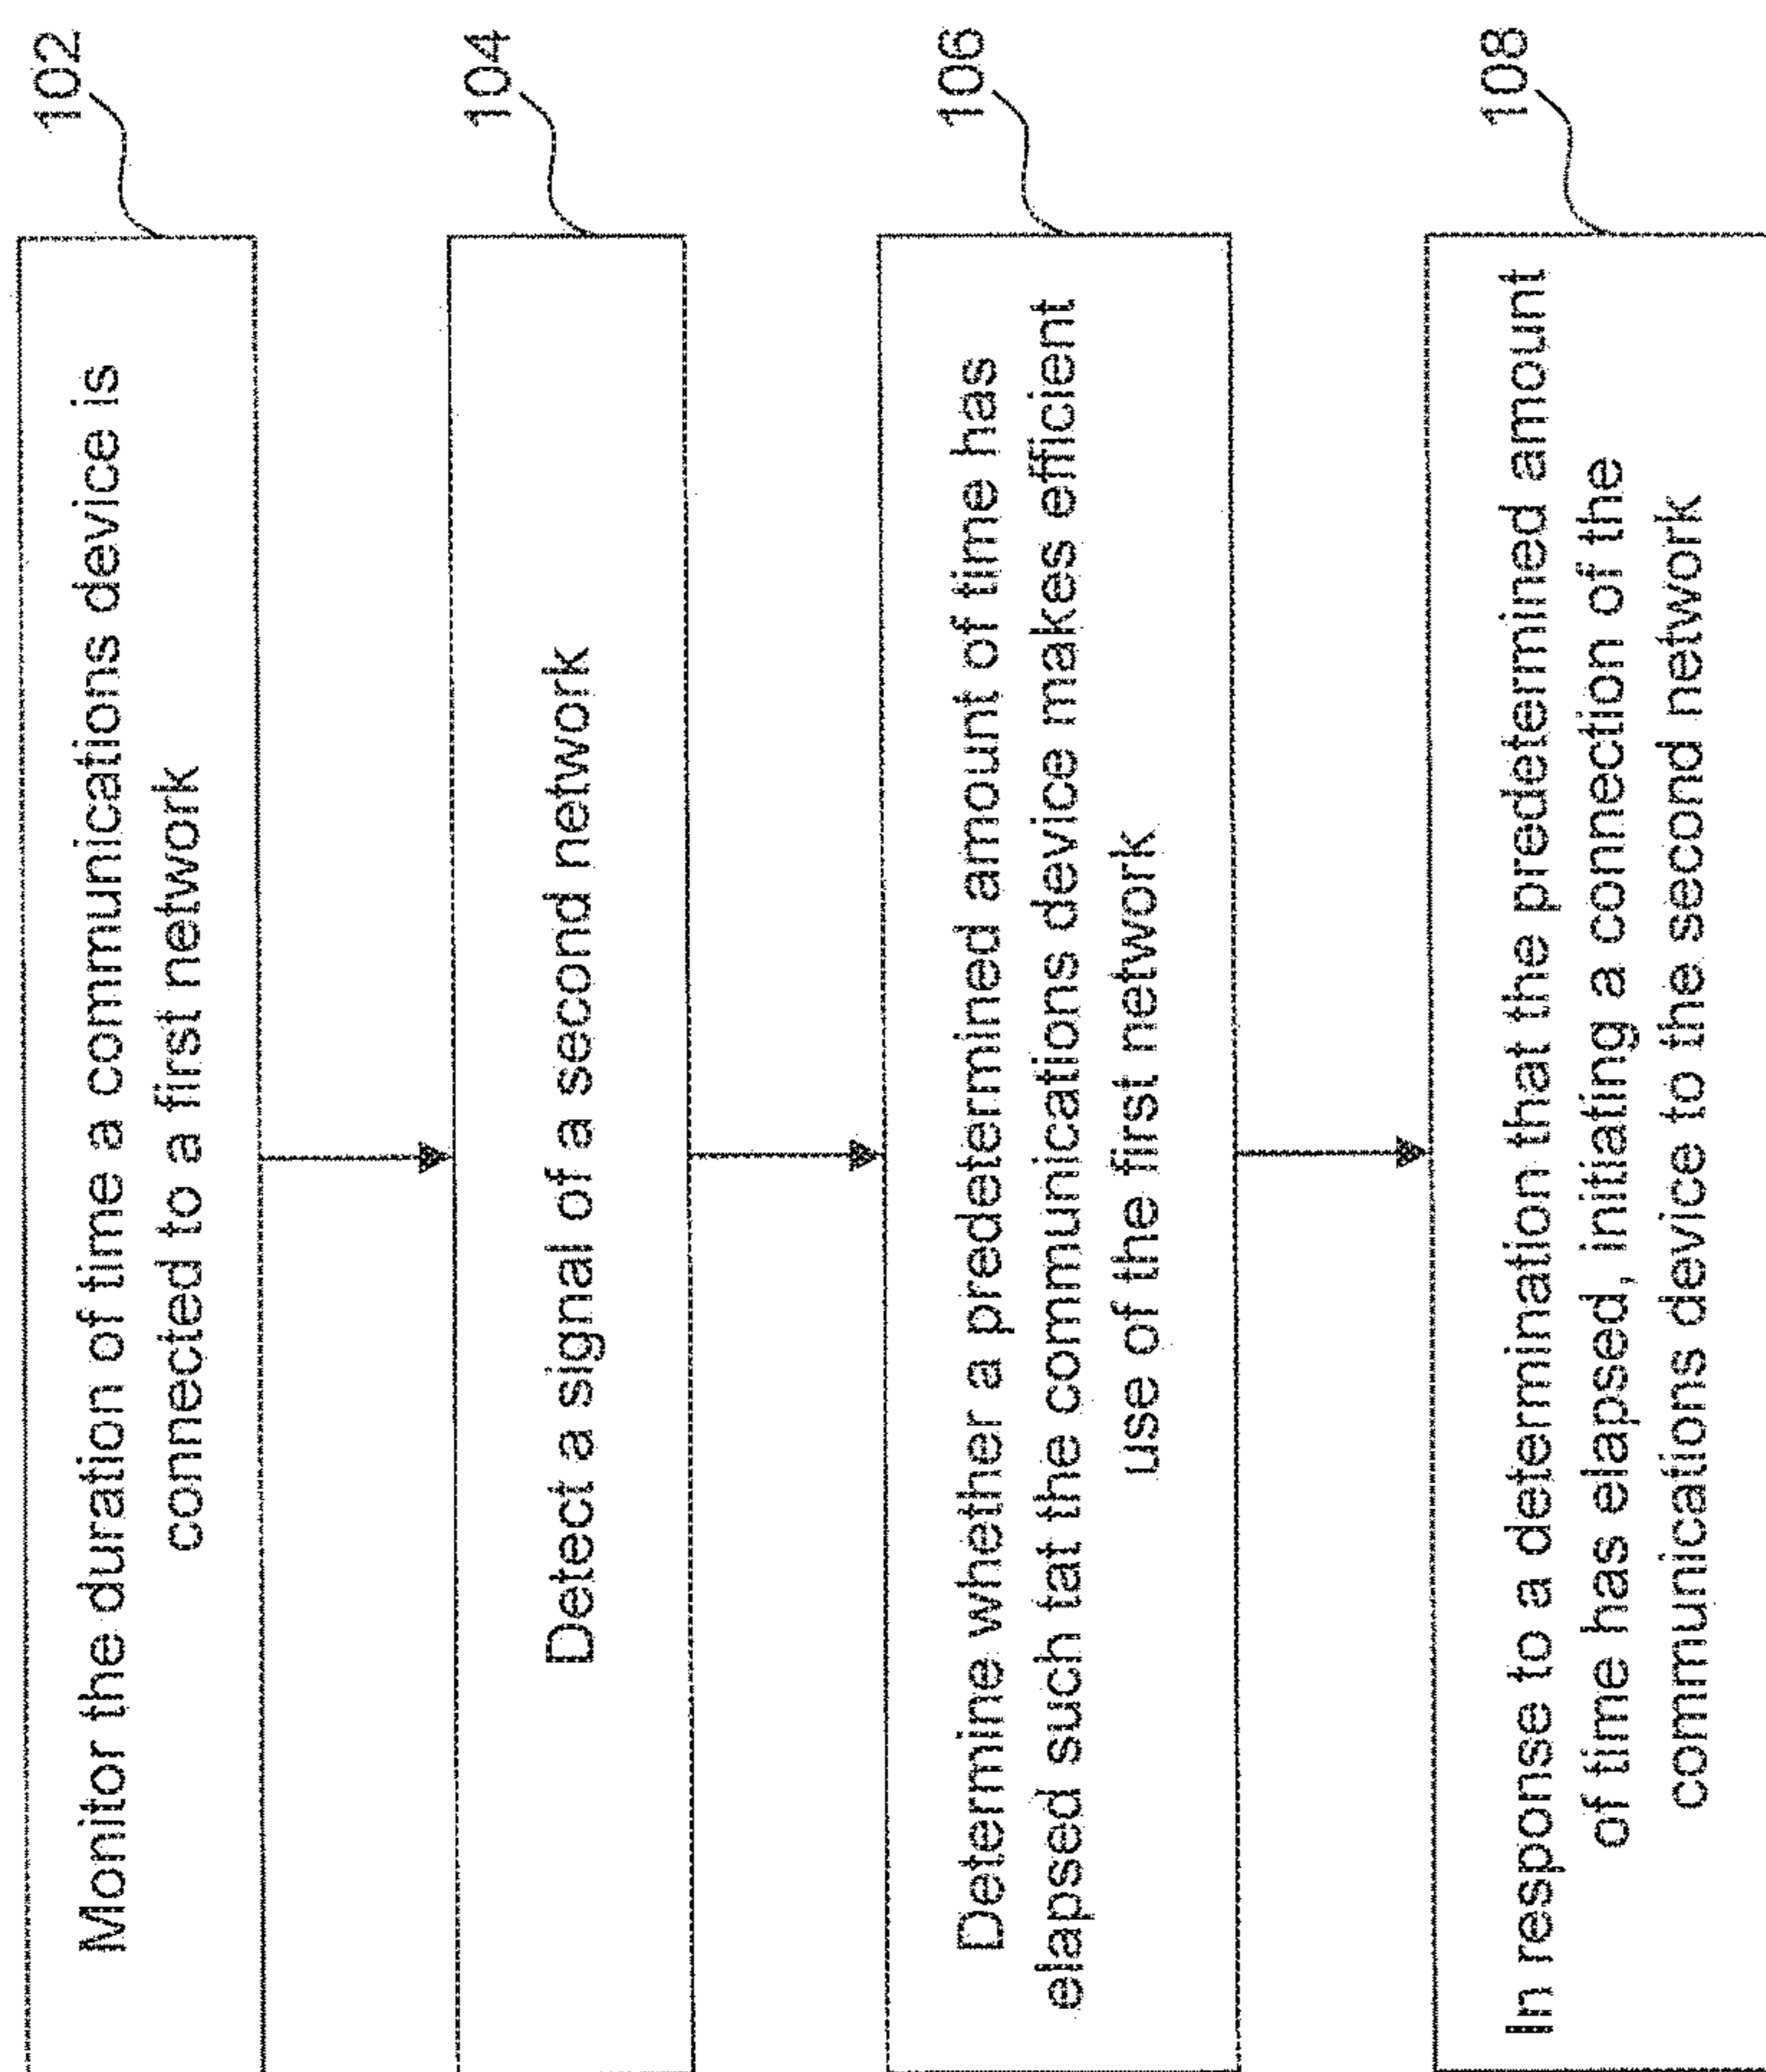 102
Monitor the duration of time a communications device is
connected to a first network
104
Detect a signal of a second network
106
Determine whether a predetermined amount of time has
elapsed such tat the communications device makes efficient
use of the first network
108
In response to a determination that the predetermined amount
of time has elapsed, initiating a connection of the
communications device to the second network